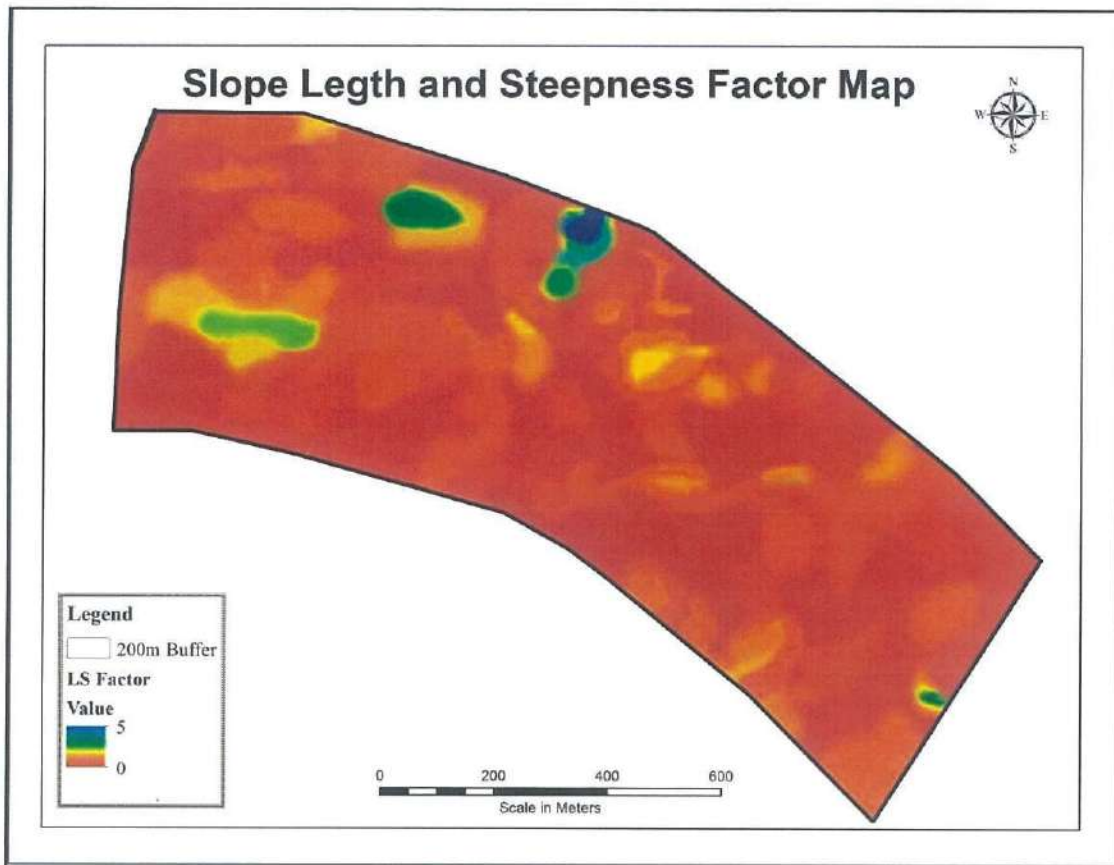 Slope Legth and Steepness Factor Map
N
W E
S
Legend
200m Buffer
LS Factor
Value
5
0
0 200 400 600
Scale in Meters